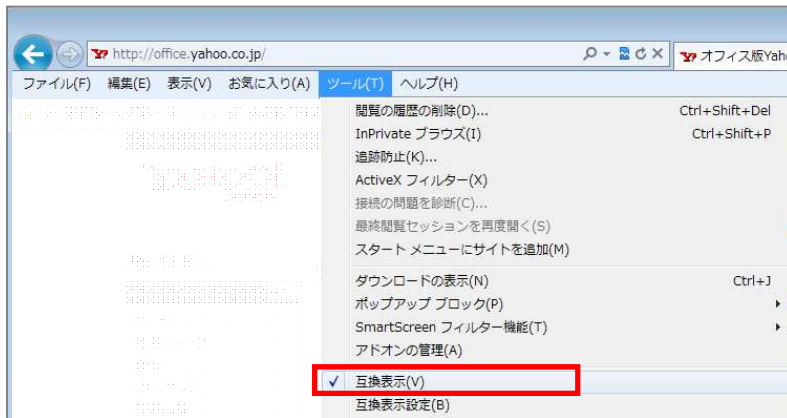 http://office.yahoo.co.jp/
オフィス版Yah
ファイル(F) 編集(E) 表示(V) お気に入り(A) ツール(T) ヘルプ(H)
閲覧の履歴の削除(D)... Ctrl+Shift+Del
InPrivate ブラウズ(I) Ctrl+Shift+P
追跡防止(K)...
ActiveX フィルター(X)
接続の問題を診断(C)...
最終閲覧セッションを再度開く(S)
スタート メニューにサイトを追加(M)
ダウンロードの表示(N) Ctrl+J
ポップアップ ブロック(P)
SmartScreen フィルター機能(T)
アドオンの管理(A)
互換表示(V)
互換表示設定(B)